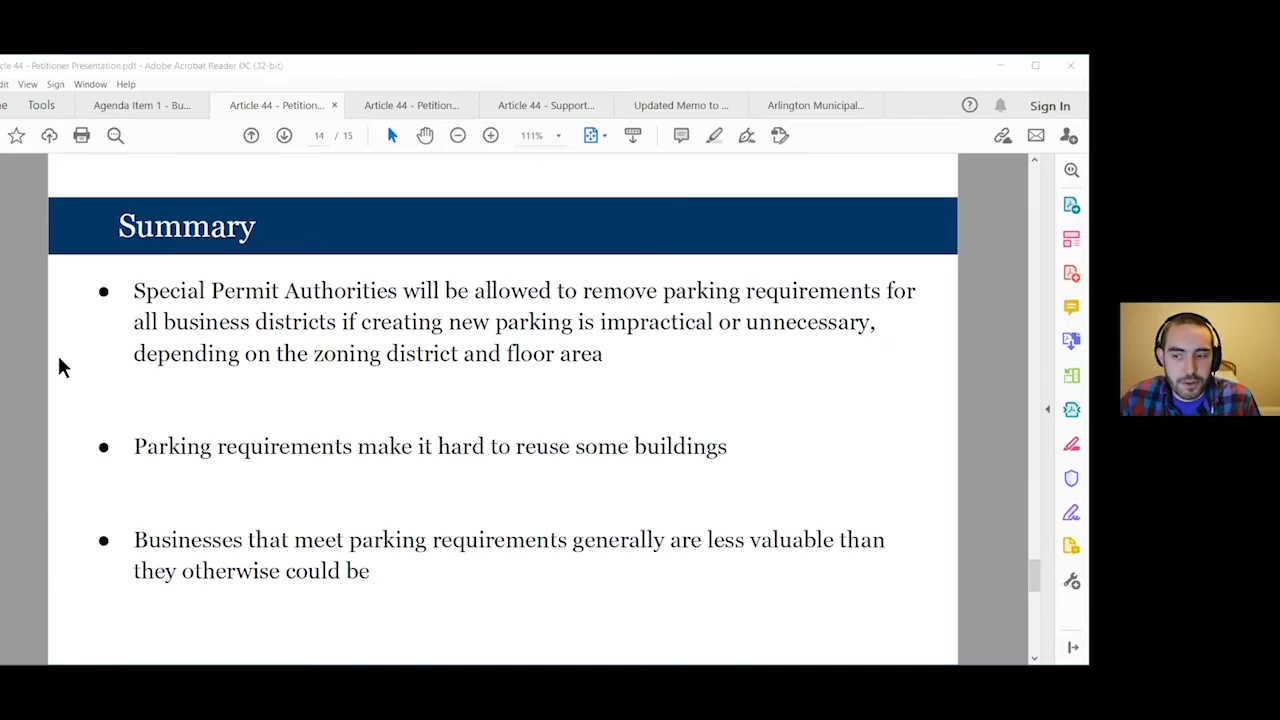 cle 44 - Petitioner Presentation.pdf - Adobe Acrobat Reader DC (32-bit)
dit View Sign Window Help
ne Tools Agenda Item 1 - Bu... Article 44 - Petition... × Article 44 - Petition... Article 44 - Support... Updated Memo to ... Arlington Municipal... Sign In
14 / 15 111%
Summary
● Special Permit Authorities will be allowed to remove parking requirements for
all business districts if creating new parking is impractical or unnecessary,
depending on the zoning district and floor area
● Parking requirements make it hard to reuse some buildings
● Businesses that meet parking requirements generally are less valuable than
they otherwise could be